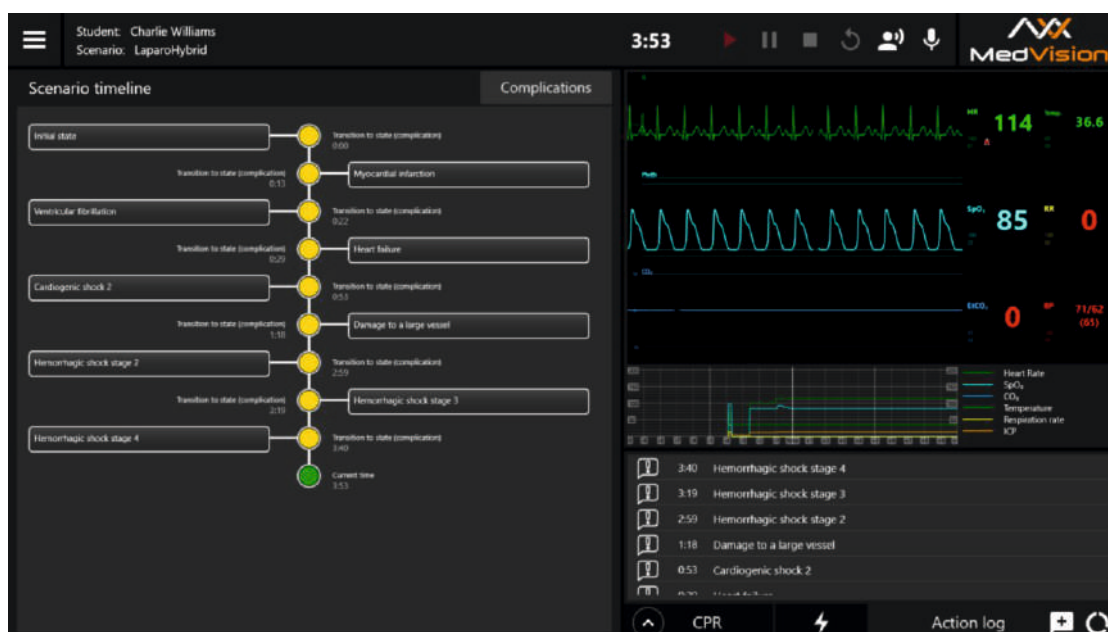 Student: Charlie Williams
Scenario: LaparoHybrid
3:53
MedVision
Scenario timeline
Complications
Initial state
Transition to state (complication)
0:00
Transition to state (complication)
0:13
Myocardial infarction
Ventricular fibrillation
Transition to state (complication)
0:22
Transition to state (complication)
0:29
Heart failure
Cardiogenic shock 2
Transition to state (complication)
0:53
Transition to state (complication)
1:18
Damage to a large vessel
Hemorrhagic shock stage 2
Transition to state (complication)
2:59
Transition to state (complication)
Hemorrhagic shock stage 3
Hemorrhagic shock stage 4
Transition to state (complication)
3:40
Current time
3:53
HR
114
Temp
36.6
Pleth
SpO₂
85
RR
0
CO₂
EtCO₂
0
BP
71/62
(65)
Heart Rate
SpO₂
CO₂
Temperature
Respiration rate
ICP
3:40 Hemorrhagic shock stage 4
3:19 Hemorrhagic shock stage 3
2:59 Hemorrhagic shock stage 2
1:18 Damage to a large vessel
0:53 Cardiogenic shock 2
CPR
Action log